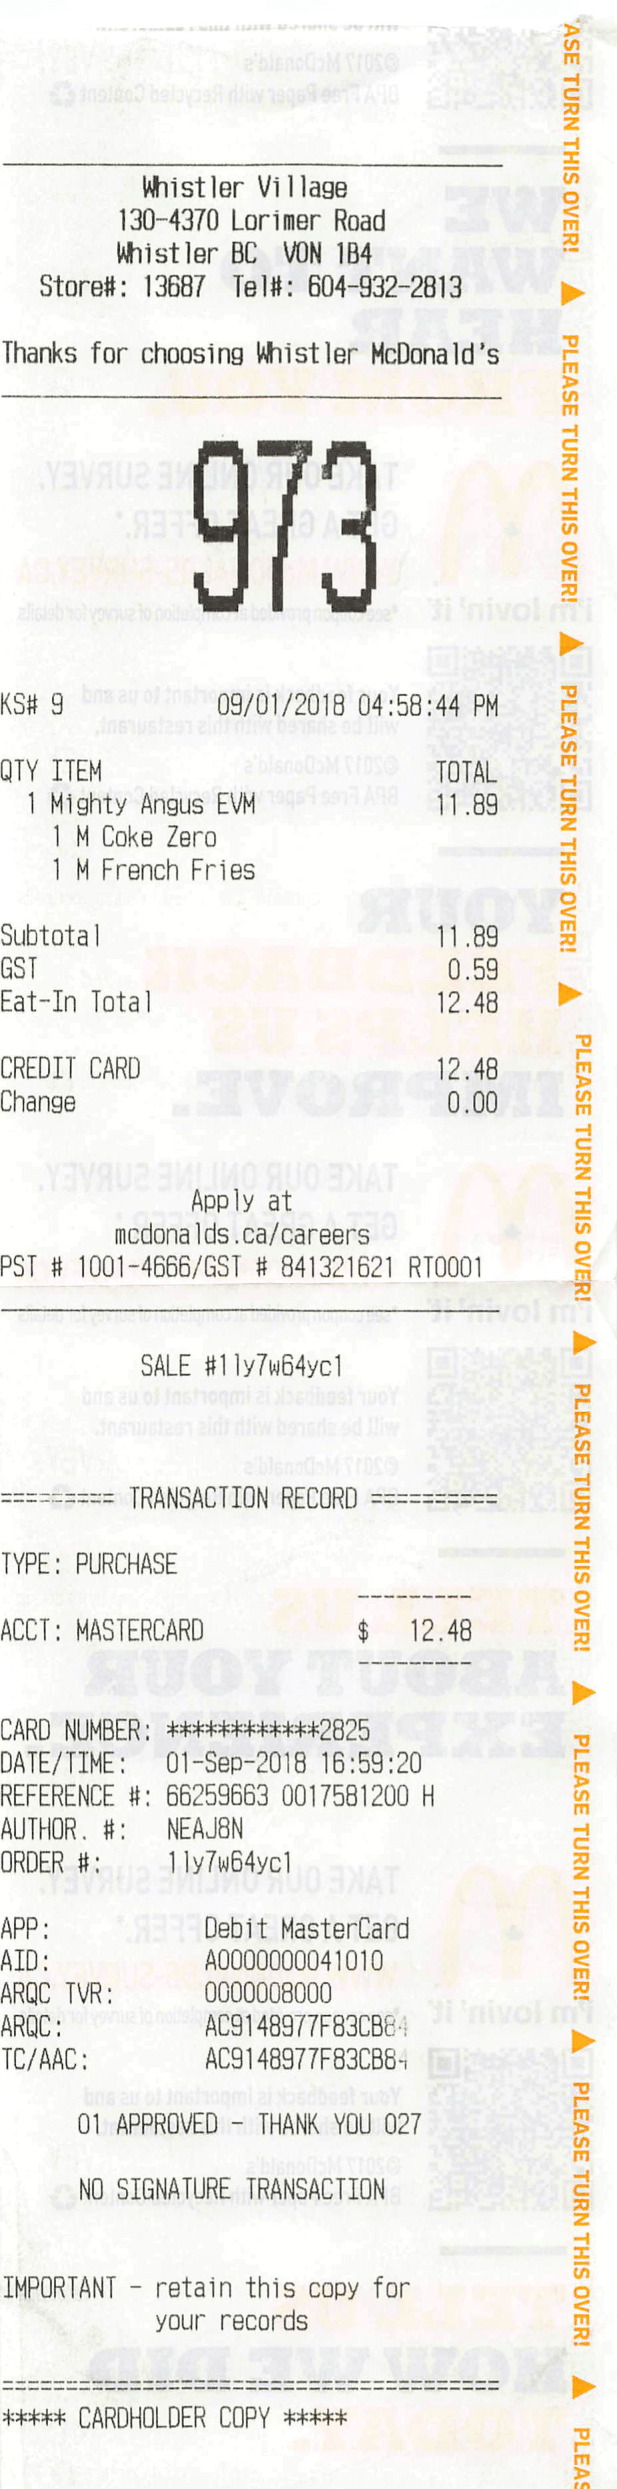 Whistler Village
130-4370 Lorimer Road
Whistler BC VON 1B4
Store#: 13687 Tel#: 604-932-2813
Thanks for choosing Whistler McDonald's
973
KS# 9 09/01/2018 04:58:44 PM
QTY ITEM TOTAL
1 Mighty Angus EVM 11.89
1 M Coke Zero
1 M French Fries
Subtotal 11.89
GST 0.59
Eat-In Total 12.48
CREDIT CARD 12.48
Change 0.00
Apply at
mcdonalds.ca/careers
PST # 1001-4666/GST # 841321621 RT0001
SALE #1ly7w64yc1
========== TRANSACTION RECORD ===========
TYPE: PURCHASE
---------
ACCT: MASTERCARD $ 12.48
---------
CARD NUMBER: ************2825
DATE/TIME: 01-Sep-2018 16:59:20
REFERENCE #: 66259663 0017581200 H
AUTHOR. #: NEAJ8N
ORDER #: 1ly7w64yc1
APP: Debit MasterCard
AID: A0000000041010
ARQC TVR: 0000008000
ARQC: AC9148977F83CB84
TC/AAC: AC9148977F83CB84
01 APPROVED - THANK YOU 027
NO SIGNATURE TRANSACTION
IMPORTANT - retain this copy for
your records
=======================================
***** CARDHOLDER COPY *****
ASE TURN THIS OVER!
PLEASE TURN THIS OVER!
PLEASE TURN THIS OVER!
PLEASE TURN THIS OVER!
PLEASE TURN THIS OVER!
PLEASE TURN THIS OVER!
PLEASE TURN THIS OVER!
PLEAS